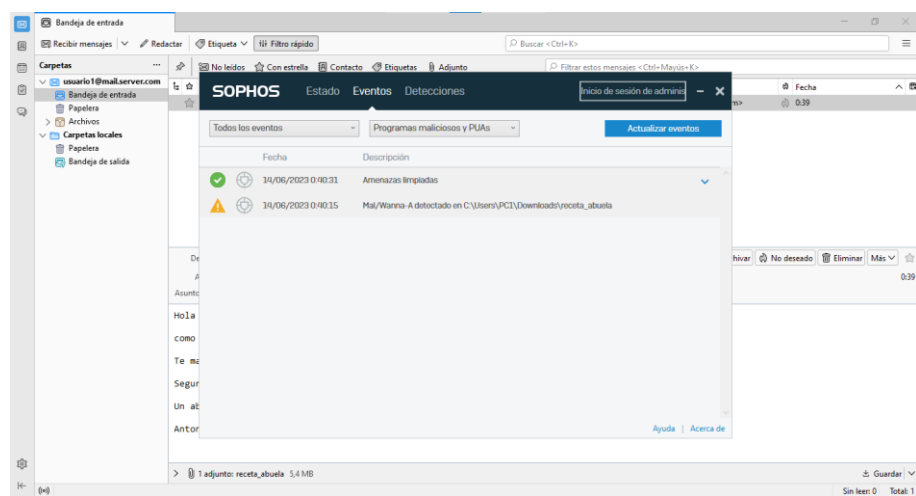 Bandeja de entrada
Recibir mensajes Redactar Etiqueta Filtro rápido Buscar <Ctrl+K>
Carpetas ... No leídos Con estrella Contacto Etiquetas Adjunto Filtrar estos mensajes <Ctrl+Mayús+K>
usuario1@mail.server.com
Bandeja de entrada
Papelera
Archivos
Carpetas locales
Papelera
Bandeja de salida
Fecha
m> 0:39
SOPHOS Estado Eventos Detecciones Inicio de sesión de adminis
Todos los eventos Programas maliciosos y PUAs Actualizar eventos
Fecha Descripción
14/06/2023 0:40:31 Amenazas limpiadas
14/06/2023 0:40:15 Mal/Wanna-A detectado en C:\Users\PC1\Downloads\receta_abuela
Ayuda | Acerca de
De hivar No deseado Eliminar Más
A 0:39
Asunto
Hola
como
Te ma
Segur
Un ab
Antor
1 adjunto: receta_abuela 5,4 MB Guardar
Sin leer: 0 Total: 1